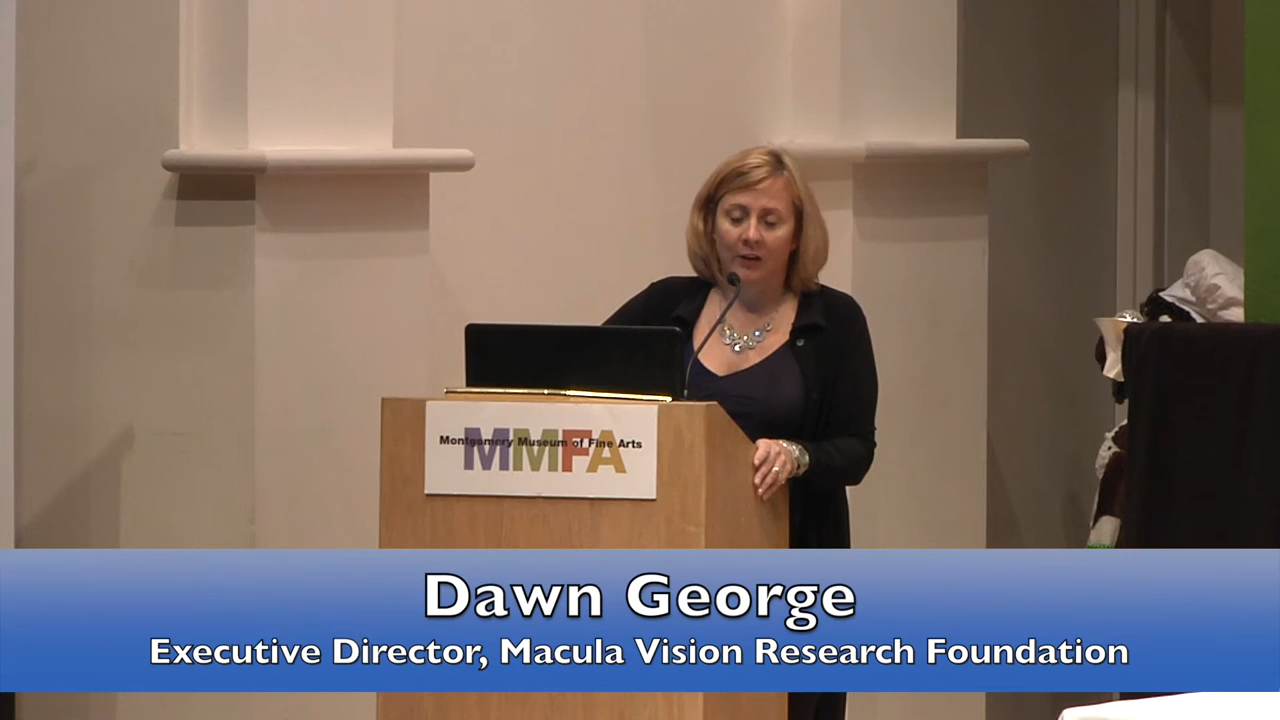 Montgomery Museum of Fine Arts
MMFA
Dawn George
Executive Director, Macula Vision Research Foundation